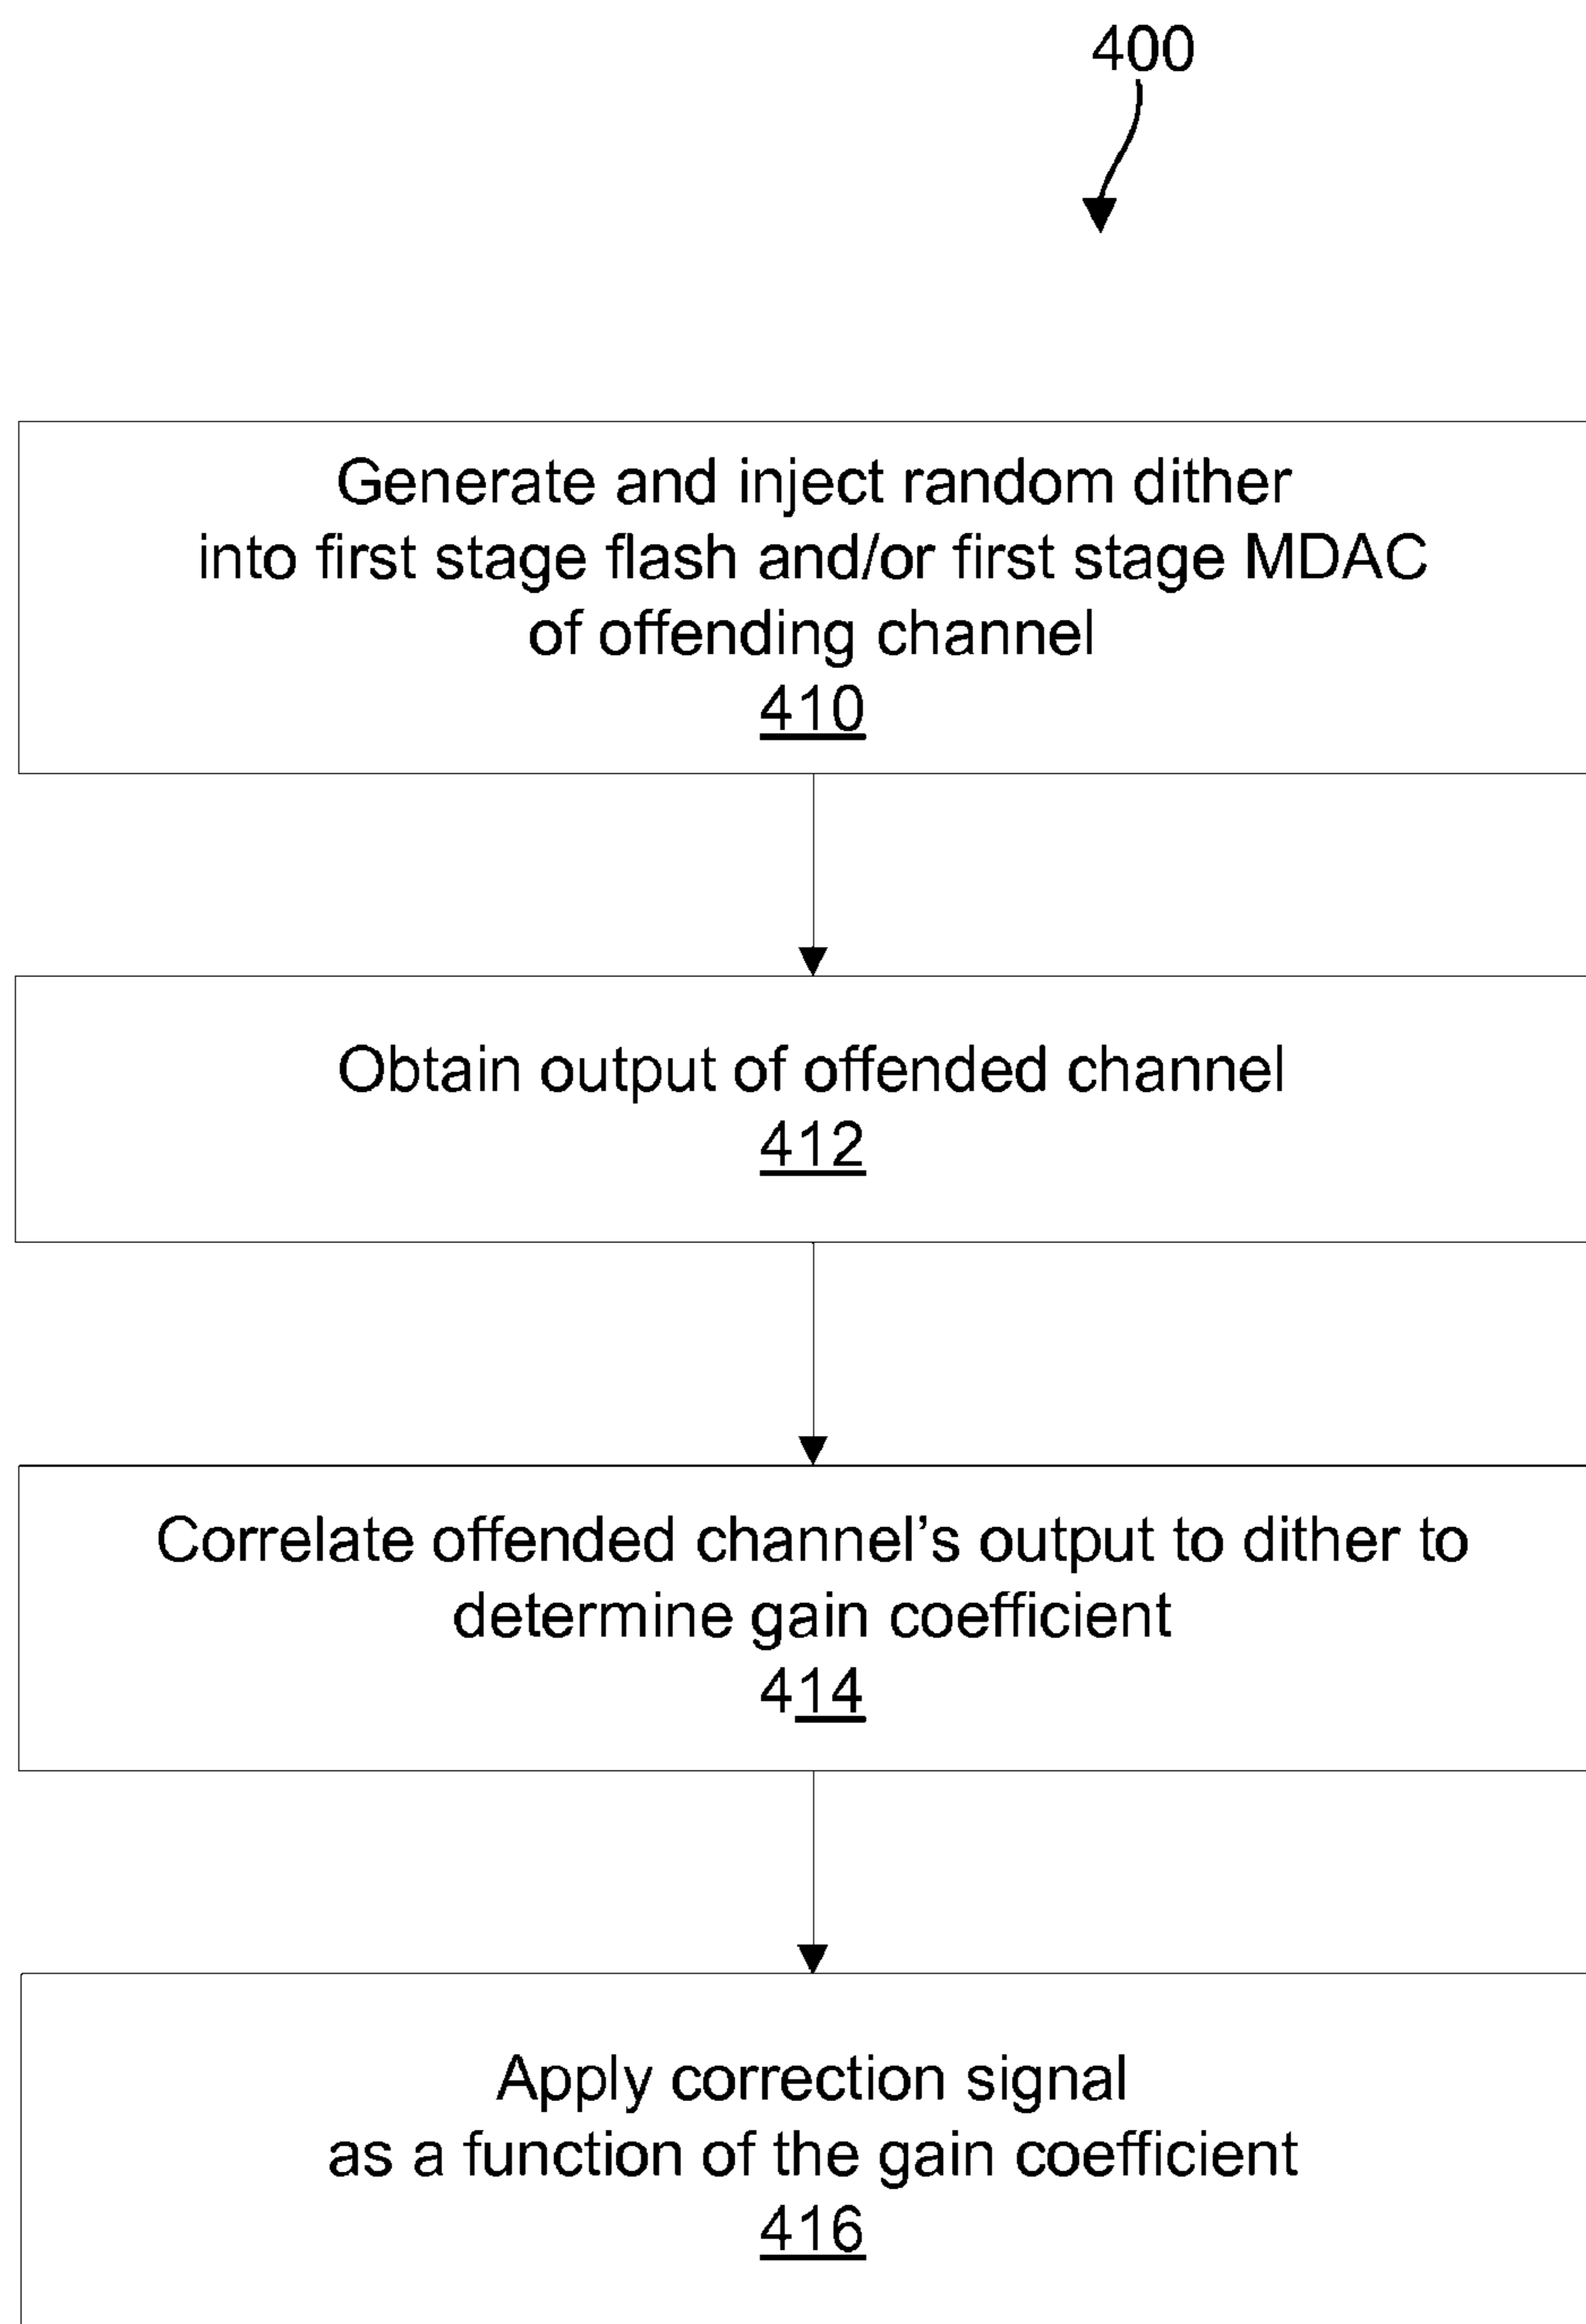 400
Generate and inject random dither
into first stage flash and/or first stage MDAC
of offending channel
410
Obtain output of offended channel
412
Correlate offended channel’s output to dither to
determine gain coefficient
414
Apply correction signal
as a function of the gain coefficient
416